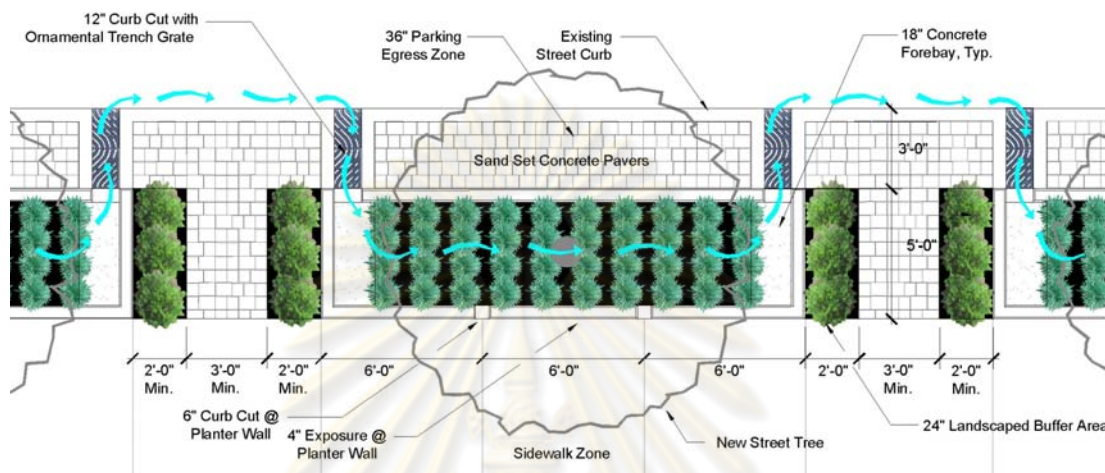 12" Curb Cut with
Ornamental Trench Grate
36" Parking
Egress Zone
Existing
Street Curb
18" Concrete
Forebay, Typ.
3'-0"
Sand Set Concrete Pavers
5'-0"
2'-0"
Min.
3'-0"
Min.
2'-0"
Min.
6'-0"
6'-0"
6'-0"
2'-0"
3'-0"
Min.
2'-0"
Min.
6" Curb Cut @
Planter Wall
4" Exposure @
Planter Wall
Sidewalk Zone
New Street Tree
24" Landscaped Buffer Area